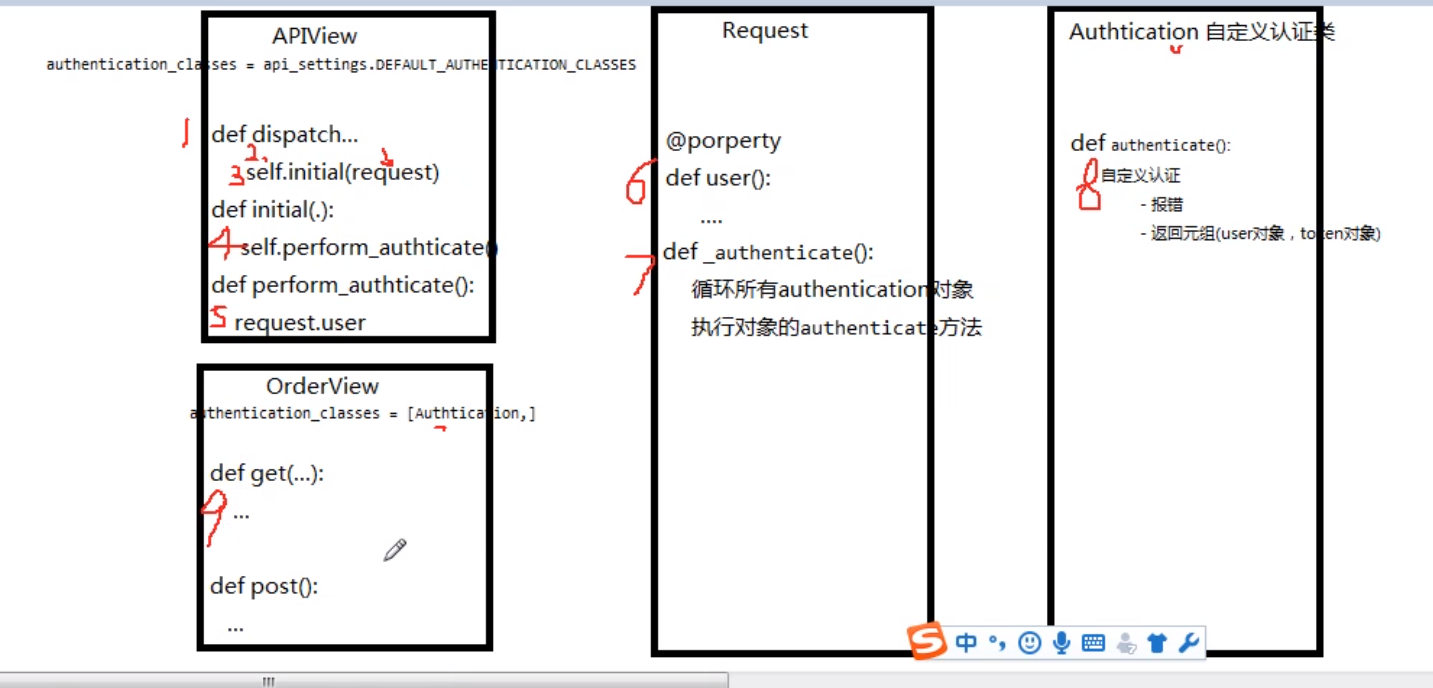 APIView
authentication_classes = api_settings.DEFAULT_AUTHENTICATION_CLASSES
1 def dispatch...
2.
3 self.initial(request)
def initial(.):
4 self.perform_authticate()
def perform_authticate():
5 request.user
OrderView
authentication_classes = [Authtication,]
def get(...):
9 ...
def post():
...
Request
@porperty
6 def user():
....
7 def _authenticate():
循环所有authentication对象
执行对象的authenticate方法
Authtication 自定义认证类
def authenticate():
8 自定义认证
- 报错
- 返回元组(user对象，token对象)
S 中